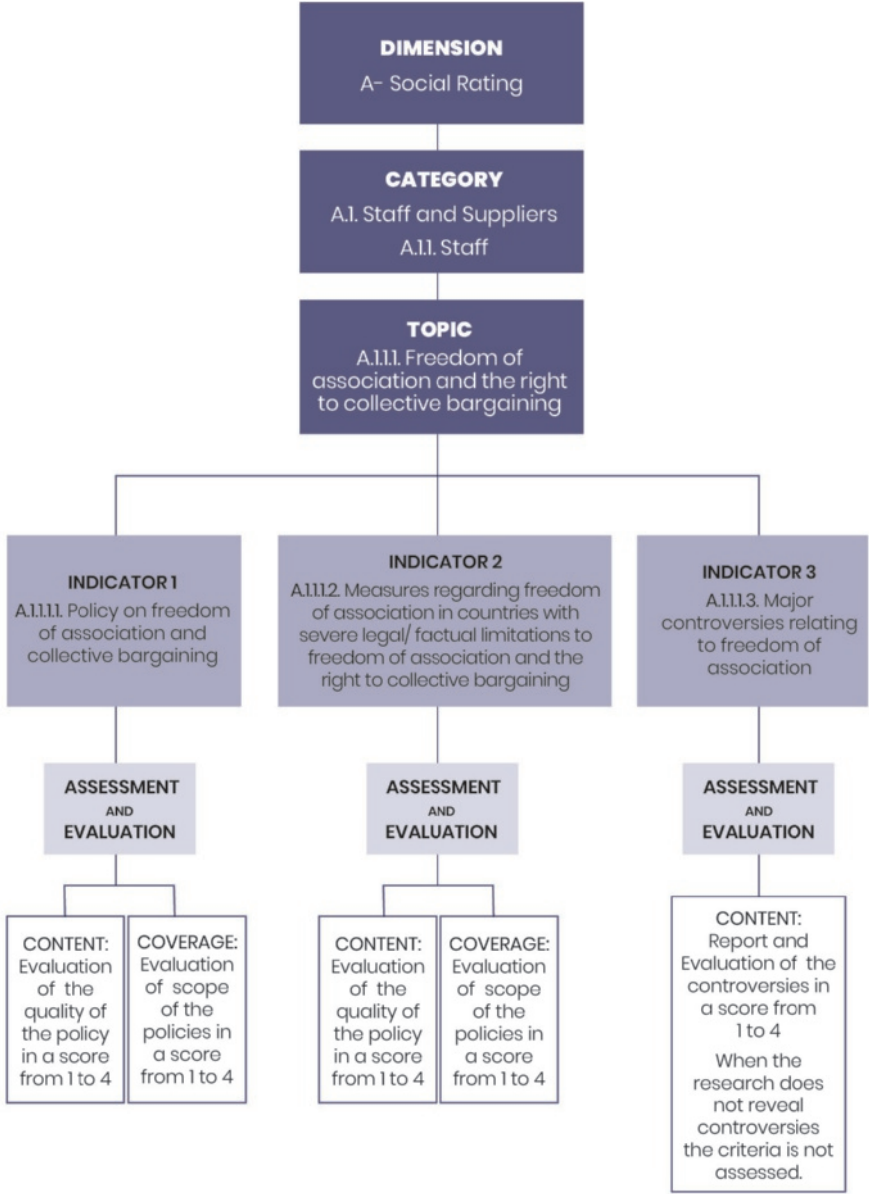 DIMENSION
A- Social Rating
CATEGORY
A.1. Staff and Suppliers
A.1.1. Staff
TOPIC
A.1.1.1. Freedom of
association and the right
to collective bargaining
INDICATOR 1
A.1.1.1.1. Policy on freedom
of association and
collective bargaining
INDICATOR 2
A.1.1.1.2. Measures regarding freedom
of association in countries with
severe legal/ factual limitations to
freedom of association and the
right to collective bargaining
INDICATOR 3
A.1.1.1.3. Major
controversies relating
to freedom of
association
ASSESSMENT
AND
EVALUATION
ASSESSMENT
AND
EVALUATION
ASSESSMENT
AND
EVALUATION
CONTENT:
Evaluation
of the
quality of
the policy
in a score
from 1 to 4
COVERAGE:
Evaluation
of scope
of the
policies in
a score
from 1 to 4
CONTENT:
Evaluation
of the
quality of
the policy
in a score
from 1 to 4
COVERAGE:
Evaluation
of scope
of the
policies in
a score
from 1 to 4
CONTENT:
Report and
Evaluation of the
controversies in
a score from
1 to 4
When the
research does
not reveal
controversies
the criteria is not
assessed.